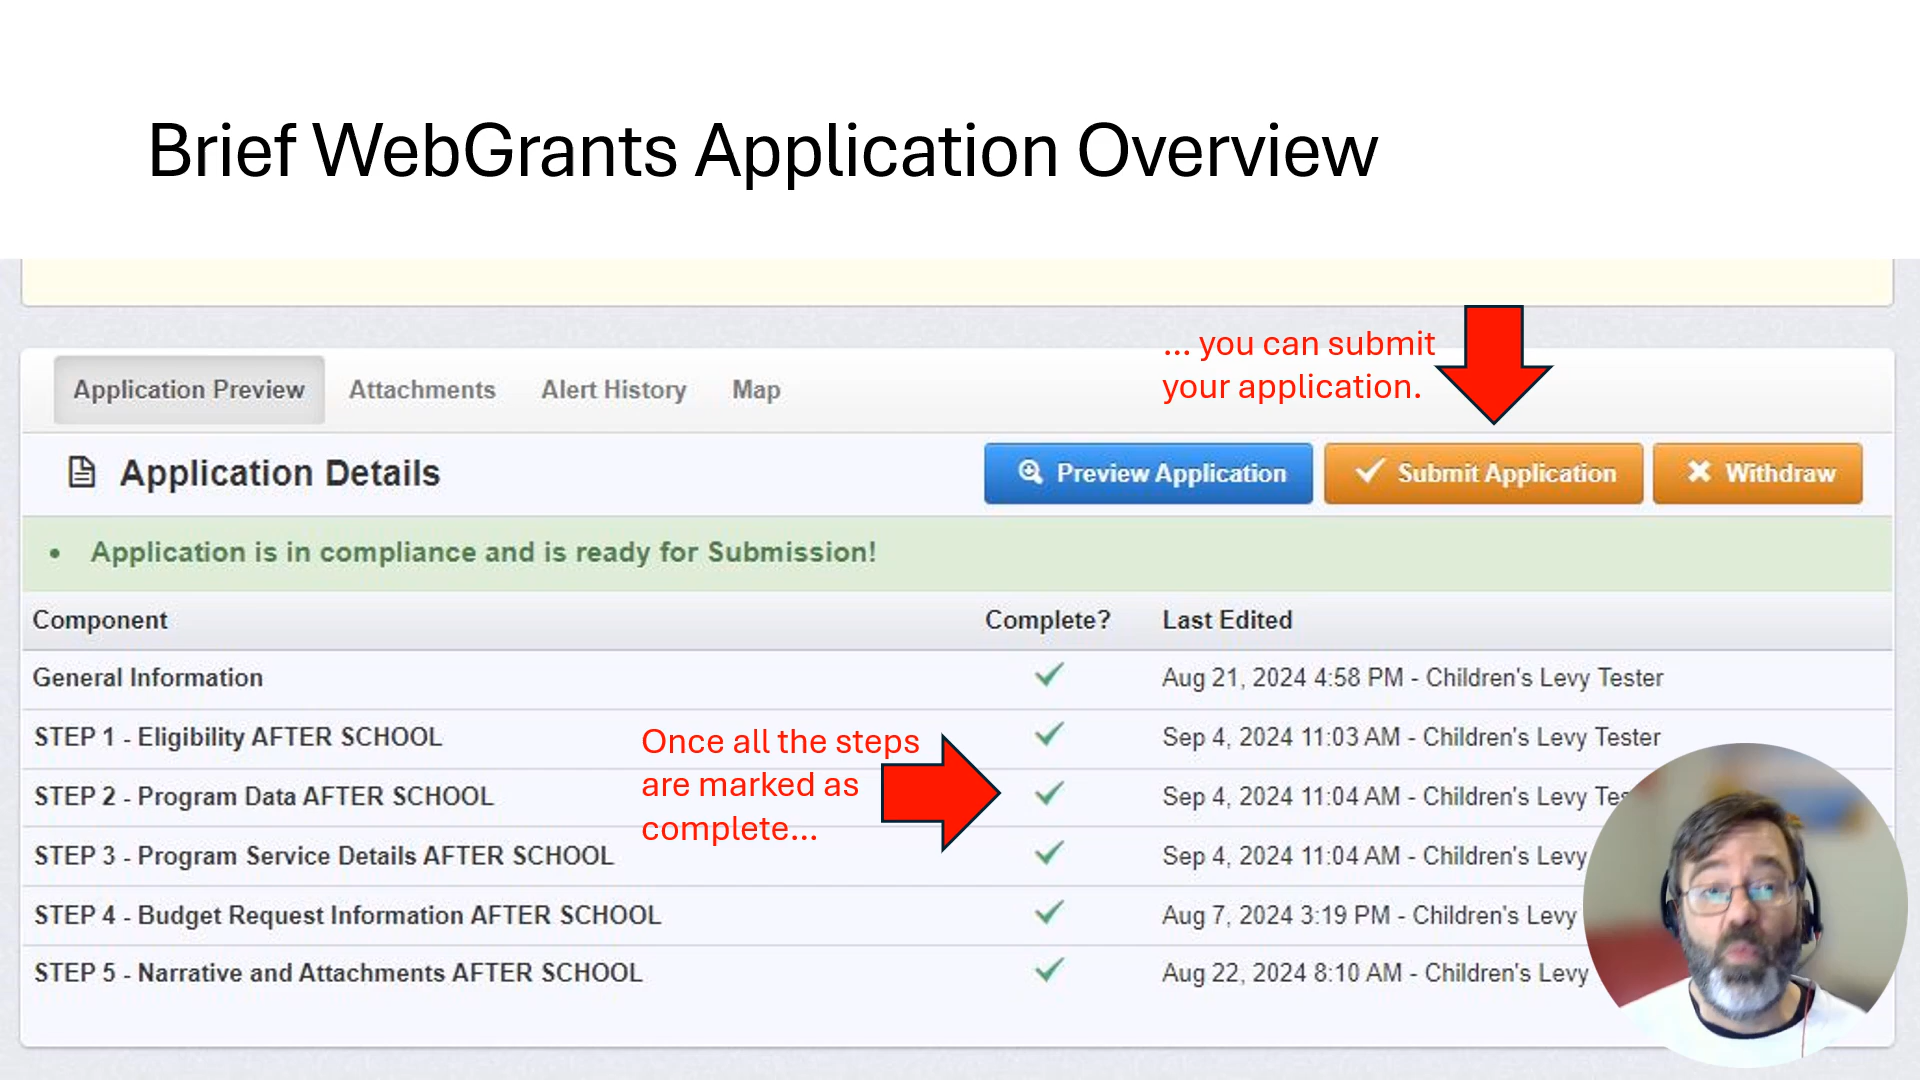 Brief WebGrants Application Overview
... you can submit
your application.
Application Preview Attachments Alert History Map
Application Details Preview Application Submit Application Withdraw
• Application is in compliance and is ready for Submission!
Component Complete? Last Edited
General Information Aug 21, 2024 4:58 PM - Children's Levy Tester
STEP 1 - Eligibility AFTER SCHOOL Sep 4, 2024 11:03 AM - Children's Levy Tester
Once all the steps
are marked as
complete...
STEP 2 - Program Data AFTER SCHOOL Sep 4, 2024 11:04 AM - Children's Levy
STEP 3 - Program Service Details AFTER SCHOOL Sep 4, 2024 11:04 AM - Children's Levy
STEP 4 - Budget Request Information AFTER SCHOOL Aug 7, 2024 3:19 PM - Children's Levy
STEP 5 - Narrative and Attachments AFTER SCHOOL Aug 22, 2024 8:10 AM - Children's Levy